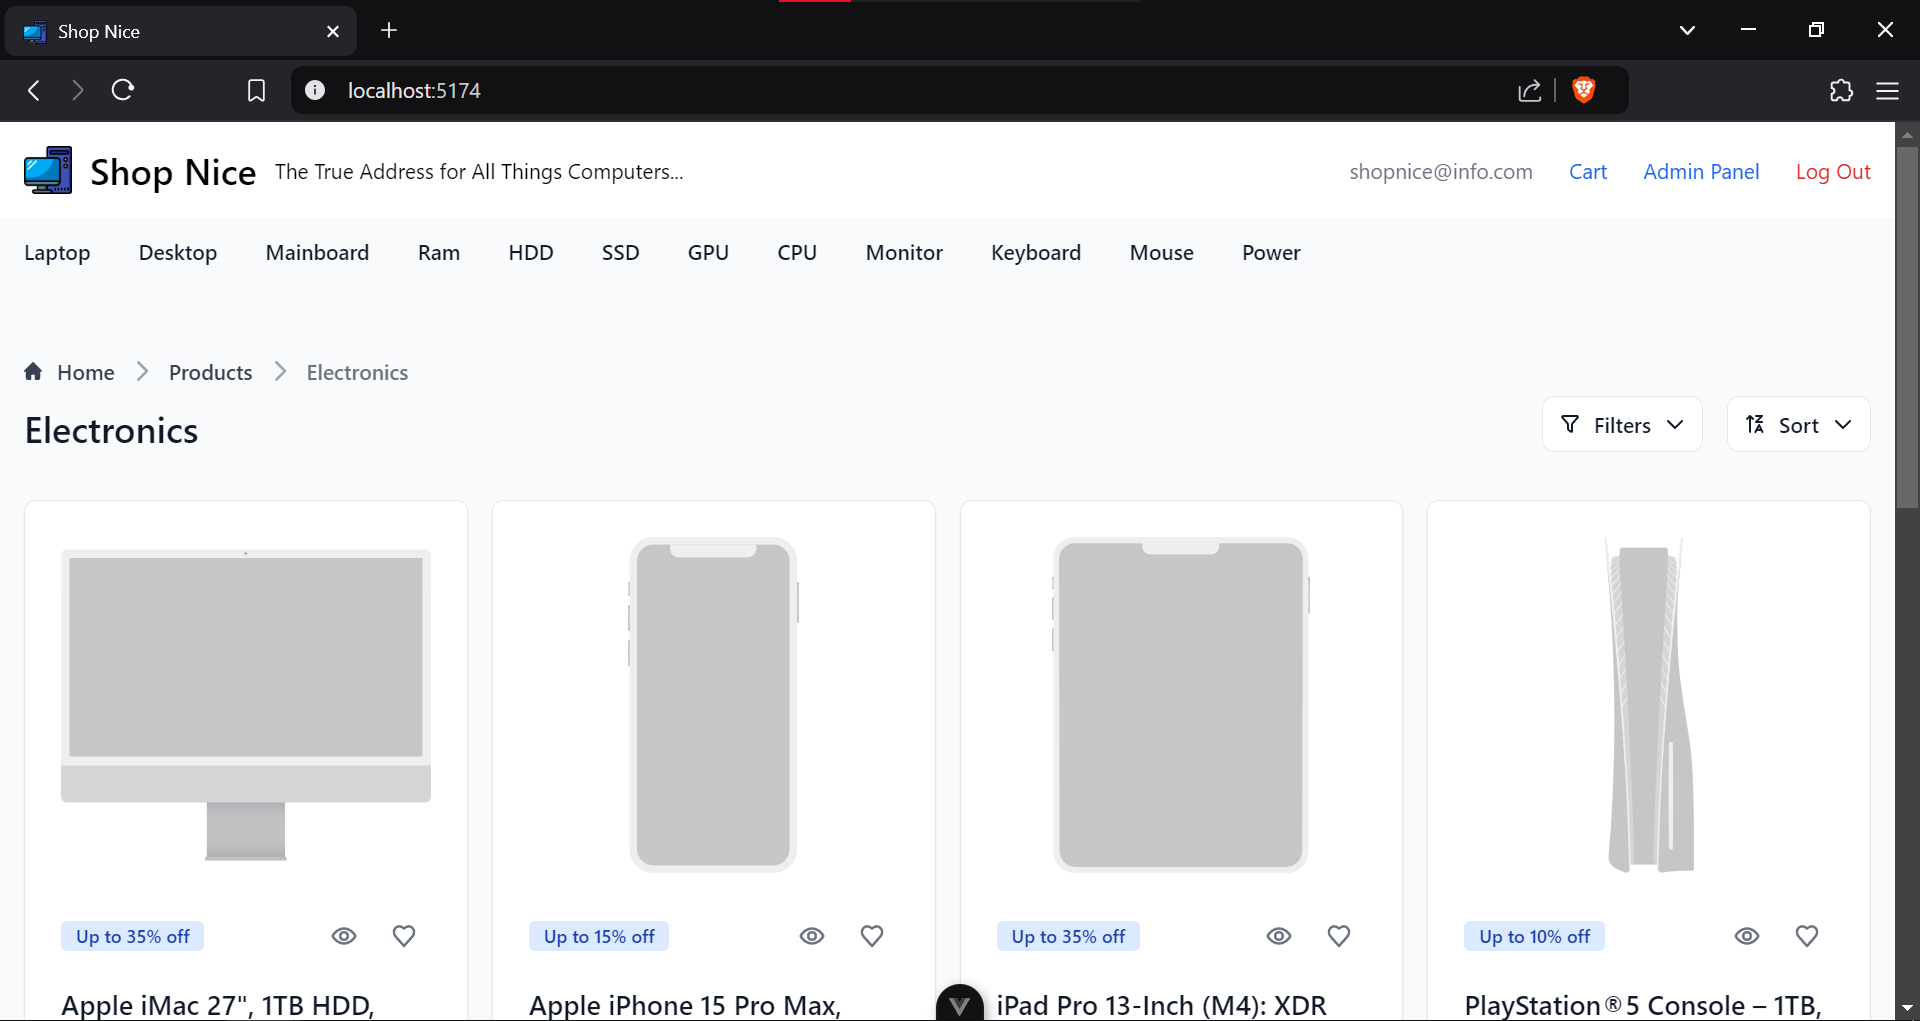 Shop Nice
localhost:5174
Shop Nice The True Address for All Things Computers... shopnice@info.com Cart Admin Panel Log Out
Laptop Desktop Mainboard Ram HDD SSD GPU CPU Monitor Keyboard Mouse Power
Home Products Electronics
Electronics
Filters Sort
Up to 35% off Up to 15% off Up to 35% off Up to 10% off
Apple iMac 27", 1TB HDD, Apple iPhone 15 Pro Max, iPad Pro 13-Inch (M4): XDR PlayStation®5 Console – 1TB,